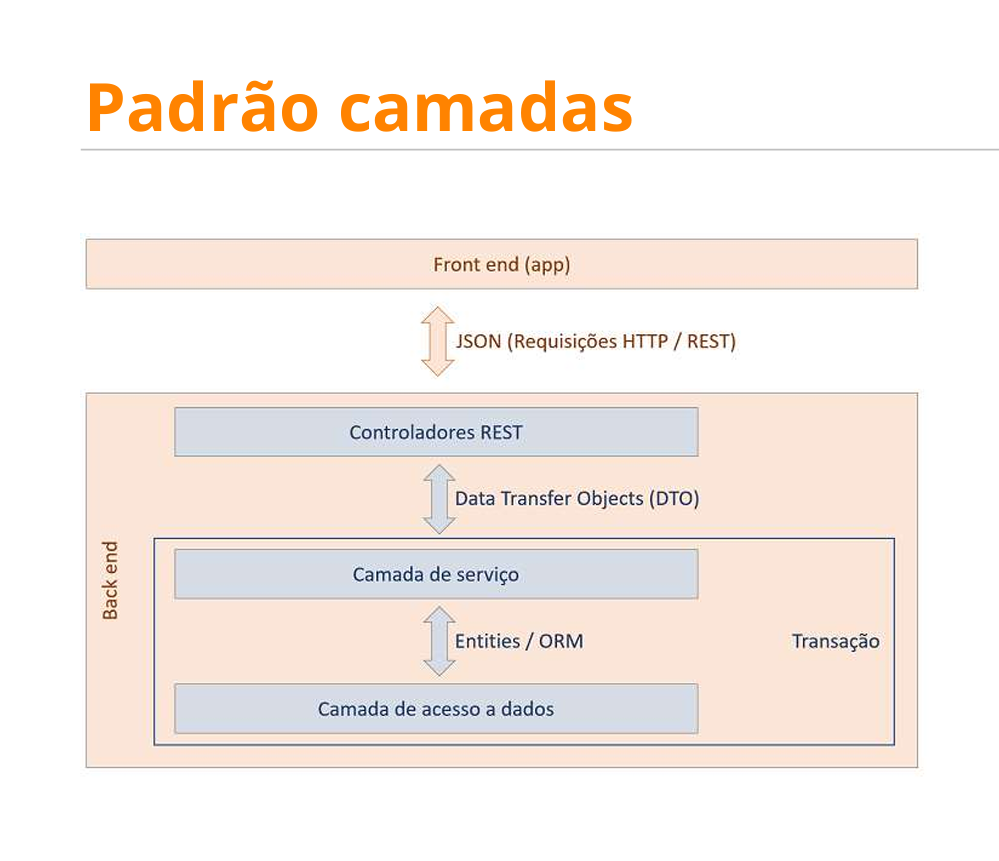 Padrão camadas
Front end (app)
JSON (Requisições HTTP / REST)
Controladores REST
Data Transfer Objects (DTO)
Back end
Camada de serviço
Entities / ORM
Transação
Camada de acesso a dados